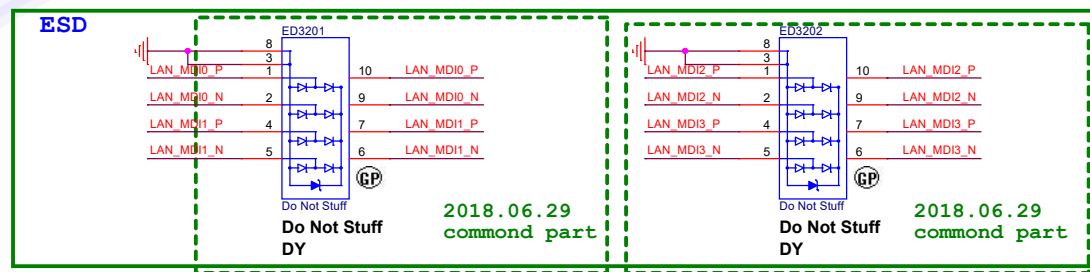 ESD
ED3201
8
3
LAN_MDI0_P 1 10 LAN_MDI0_P
LAN_MDI0_N 2 9 LAN_MDI0_N
LAN_MDI1_P 4 7 LAN_MDI1_P
LAN_MDI1_N 5 6 LAN_MDI1_N
GP
Do Not Stuff
Do Not Stuff
DY
2018.06.29
commond part
ED3202
8
3
LAN_MDI2_P 1 10 LAN_MDI2_P
LAN_MDI2_N 2 9 LAN_MDI2_N
LAN_MDI3_P 4 7 LAN_MDI3_P
LAN_MDI3_N 5 6 LAN_MDI3_N
GP
Do Not Stuff
Do Not Stuff
DY
2018.06.29
commond part